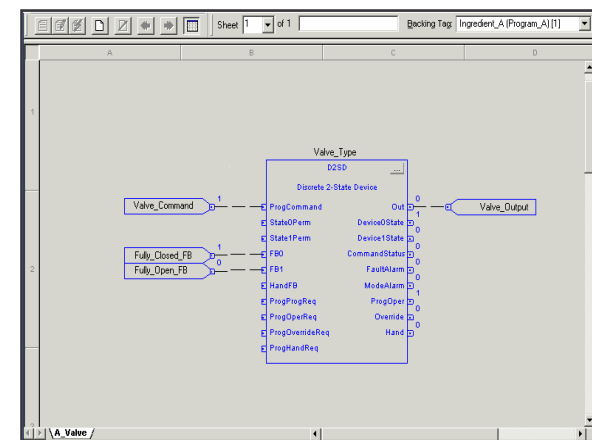 Sheet 1 of 1 Backing Tag: Ingredient_A (Program_A) [1]
A B C D
1
Valve_Type
D2SD ...
Discrete 2-State Device
Valve_Command 1 ProgCommand Out 0 Valve_Output
State0Perm Device0State 1
State1Perm Device1State 0
Fully_Closed_FB 1 FB0 CommandStatus 0
2 Fully_Open_FB 0 FB1 FaultAlarm 0
HandFB ModeAlarm 0
ProgProgReq ProgOper 1
ProgOperReq Override 0
ProgOverrideReq Hand 0
ProgHandReq
A_Valve